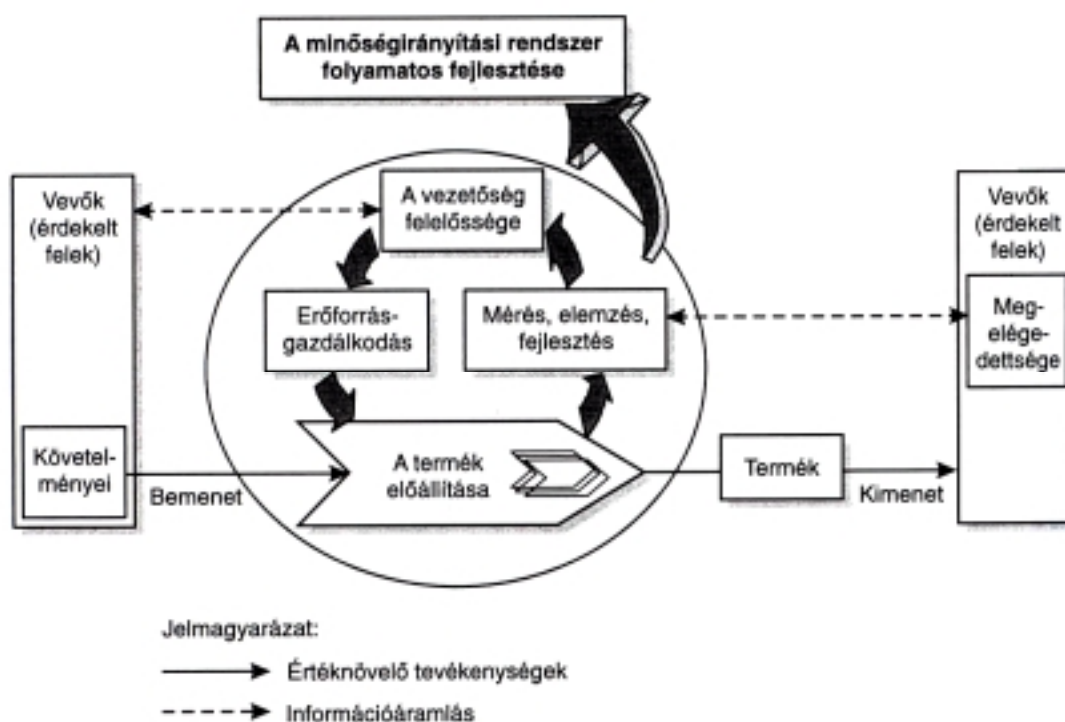 A minőségirányítási rendszer
folyamatos fejlesztése
Vevők
(érdekelt
felek)
A vezetőség
felelőssége
Vevők
(érdekelt
felek)
Erőforrás-
gazdálkodás
Mérés, elemzés,
fejlesztés
Meg-
elége-
dettsége
Követel-
ményei
Bemenet
A termék
előállítása
Termék
Kimenet
Jelmagyarázat:
Értéknövelő tevékenységek
Információáramlás